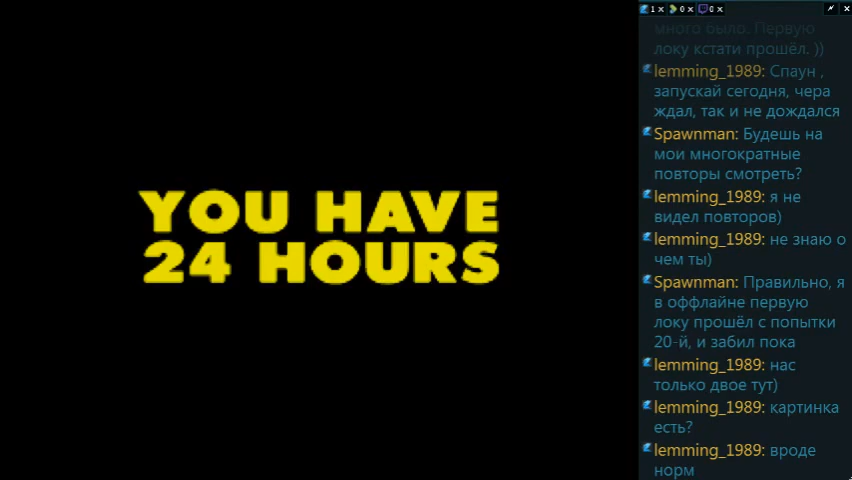 YOU HAVE
24 HOURS
1 x 0 x 0 x
много было. Первую
локу кстати прошёл. ))
lemming_1989: Спаун ,
запускай сегодня, чера
ждал, так и не дождался
Spawnman: Будешь на
мои многократные
повторы смотреть?
lemming_1989: я не
видел повторов)
lemming_1989: не знаю о
чем ты)
Spawnman: Правильно, я
в оффлайне первую
локу прошёл с попытки
20-й, и забил пока
lemming_1989: нас
только двое тут)
lemming_1989: картинка
есть?
lemming_1989: вроде
норм